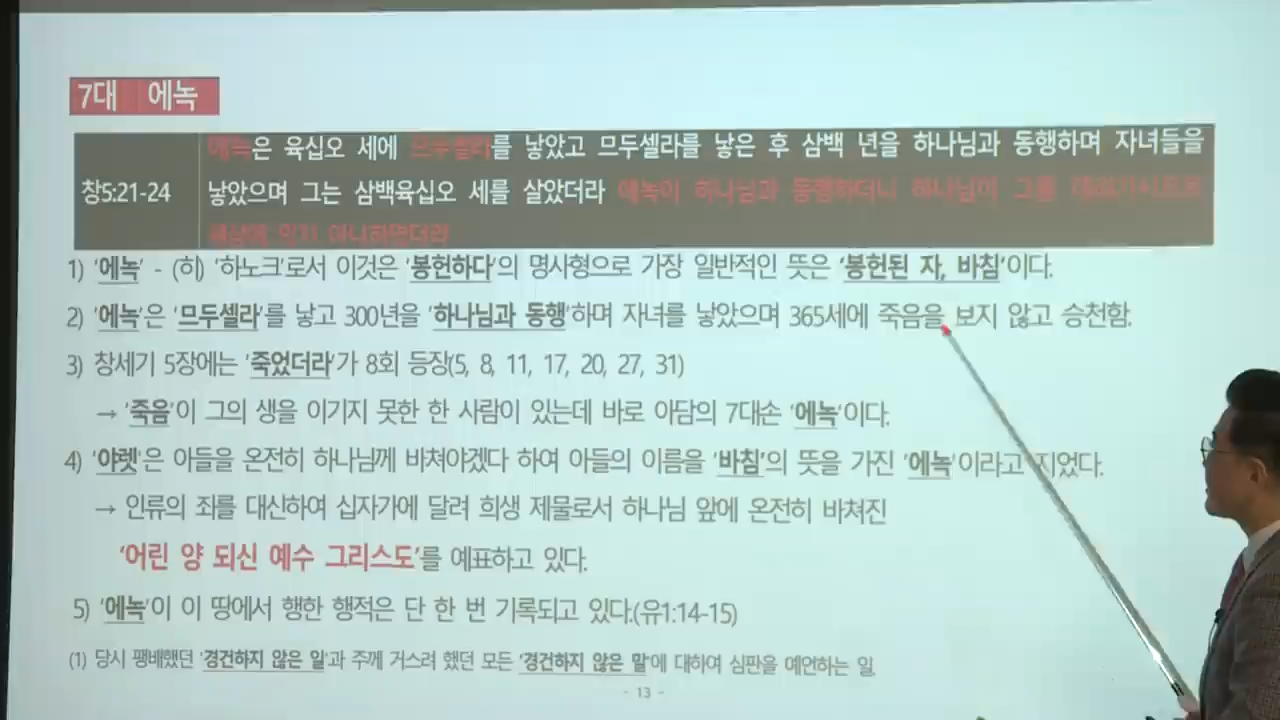 7대 에녹
에녹은 육십오 세에 므두셀라를 낳았고 므두셀라를 낳은 후 삼백 년을 하나님과 동행하며 자녀들을
창5:21-24
낳았으며 그는 삼백육십오 세를 살았더라 에녹이 하나님과 동행하더니 하나님이 그를 데려가시므로
세상에 있지 아니하였더라
1) '에녹' - (히) '하노크'로서 이것은 '봉헌하다'의 명사형으로 가장 일반적인 뜻은 '봉헌된 자, 바침'이다.
2) '에녹'은 '므두셀라'를 낳고 300년을 '하나님과 동행'하며 자녀를 낳았으며 365세에 죽음을 보지 않고 승천함.
3) 창세기 5장에는 '죽었더라'가 8회 등장(5, 8, 11, 17, 20, 27, 31)
→ '죽음'이 그의 생을 이기지 못한 한 사람이 있는데 바로 아담의 7대손 '에녹'이다.
4) '야렛'은 아들을 온전히 하나님께 바쳐야겠다 하여 아들의 이름을 '바침'의 뜻을 가진 '에녹'이라고 지었다.
→ 인류의 죄를 대신하여 십자가에 달려 희생 제물로서 하나님 앞에 온전히 바쳐진
'어린 양 되신 예수 그리스도'를 예표하고 있다.
5) '에녹'이 이 땅에서 행한 행적은 단 한 번 기록되고 있다.(유1:14-15)
(1) 당시 팽배했던 '경건하지 않은 일'과 주께 거스려 했던 모든 '경건하지 않은 말'에 대하여 심판을 예언하는 일.
- 13 -